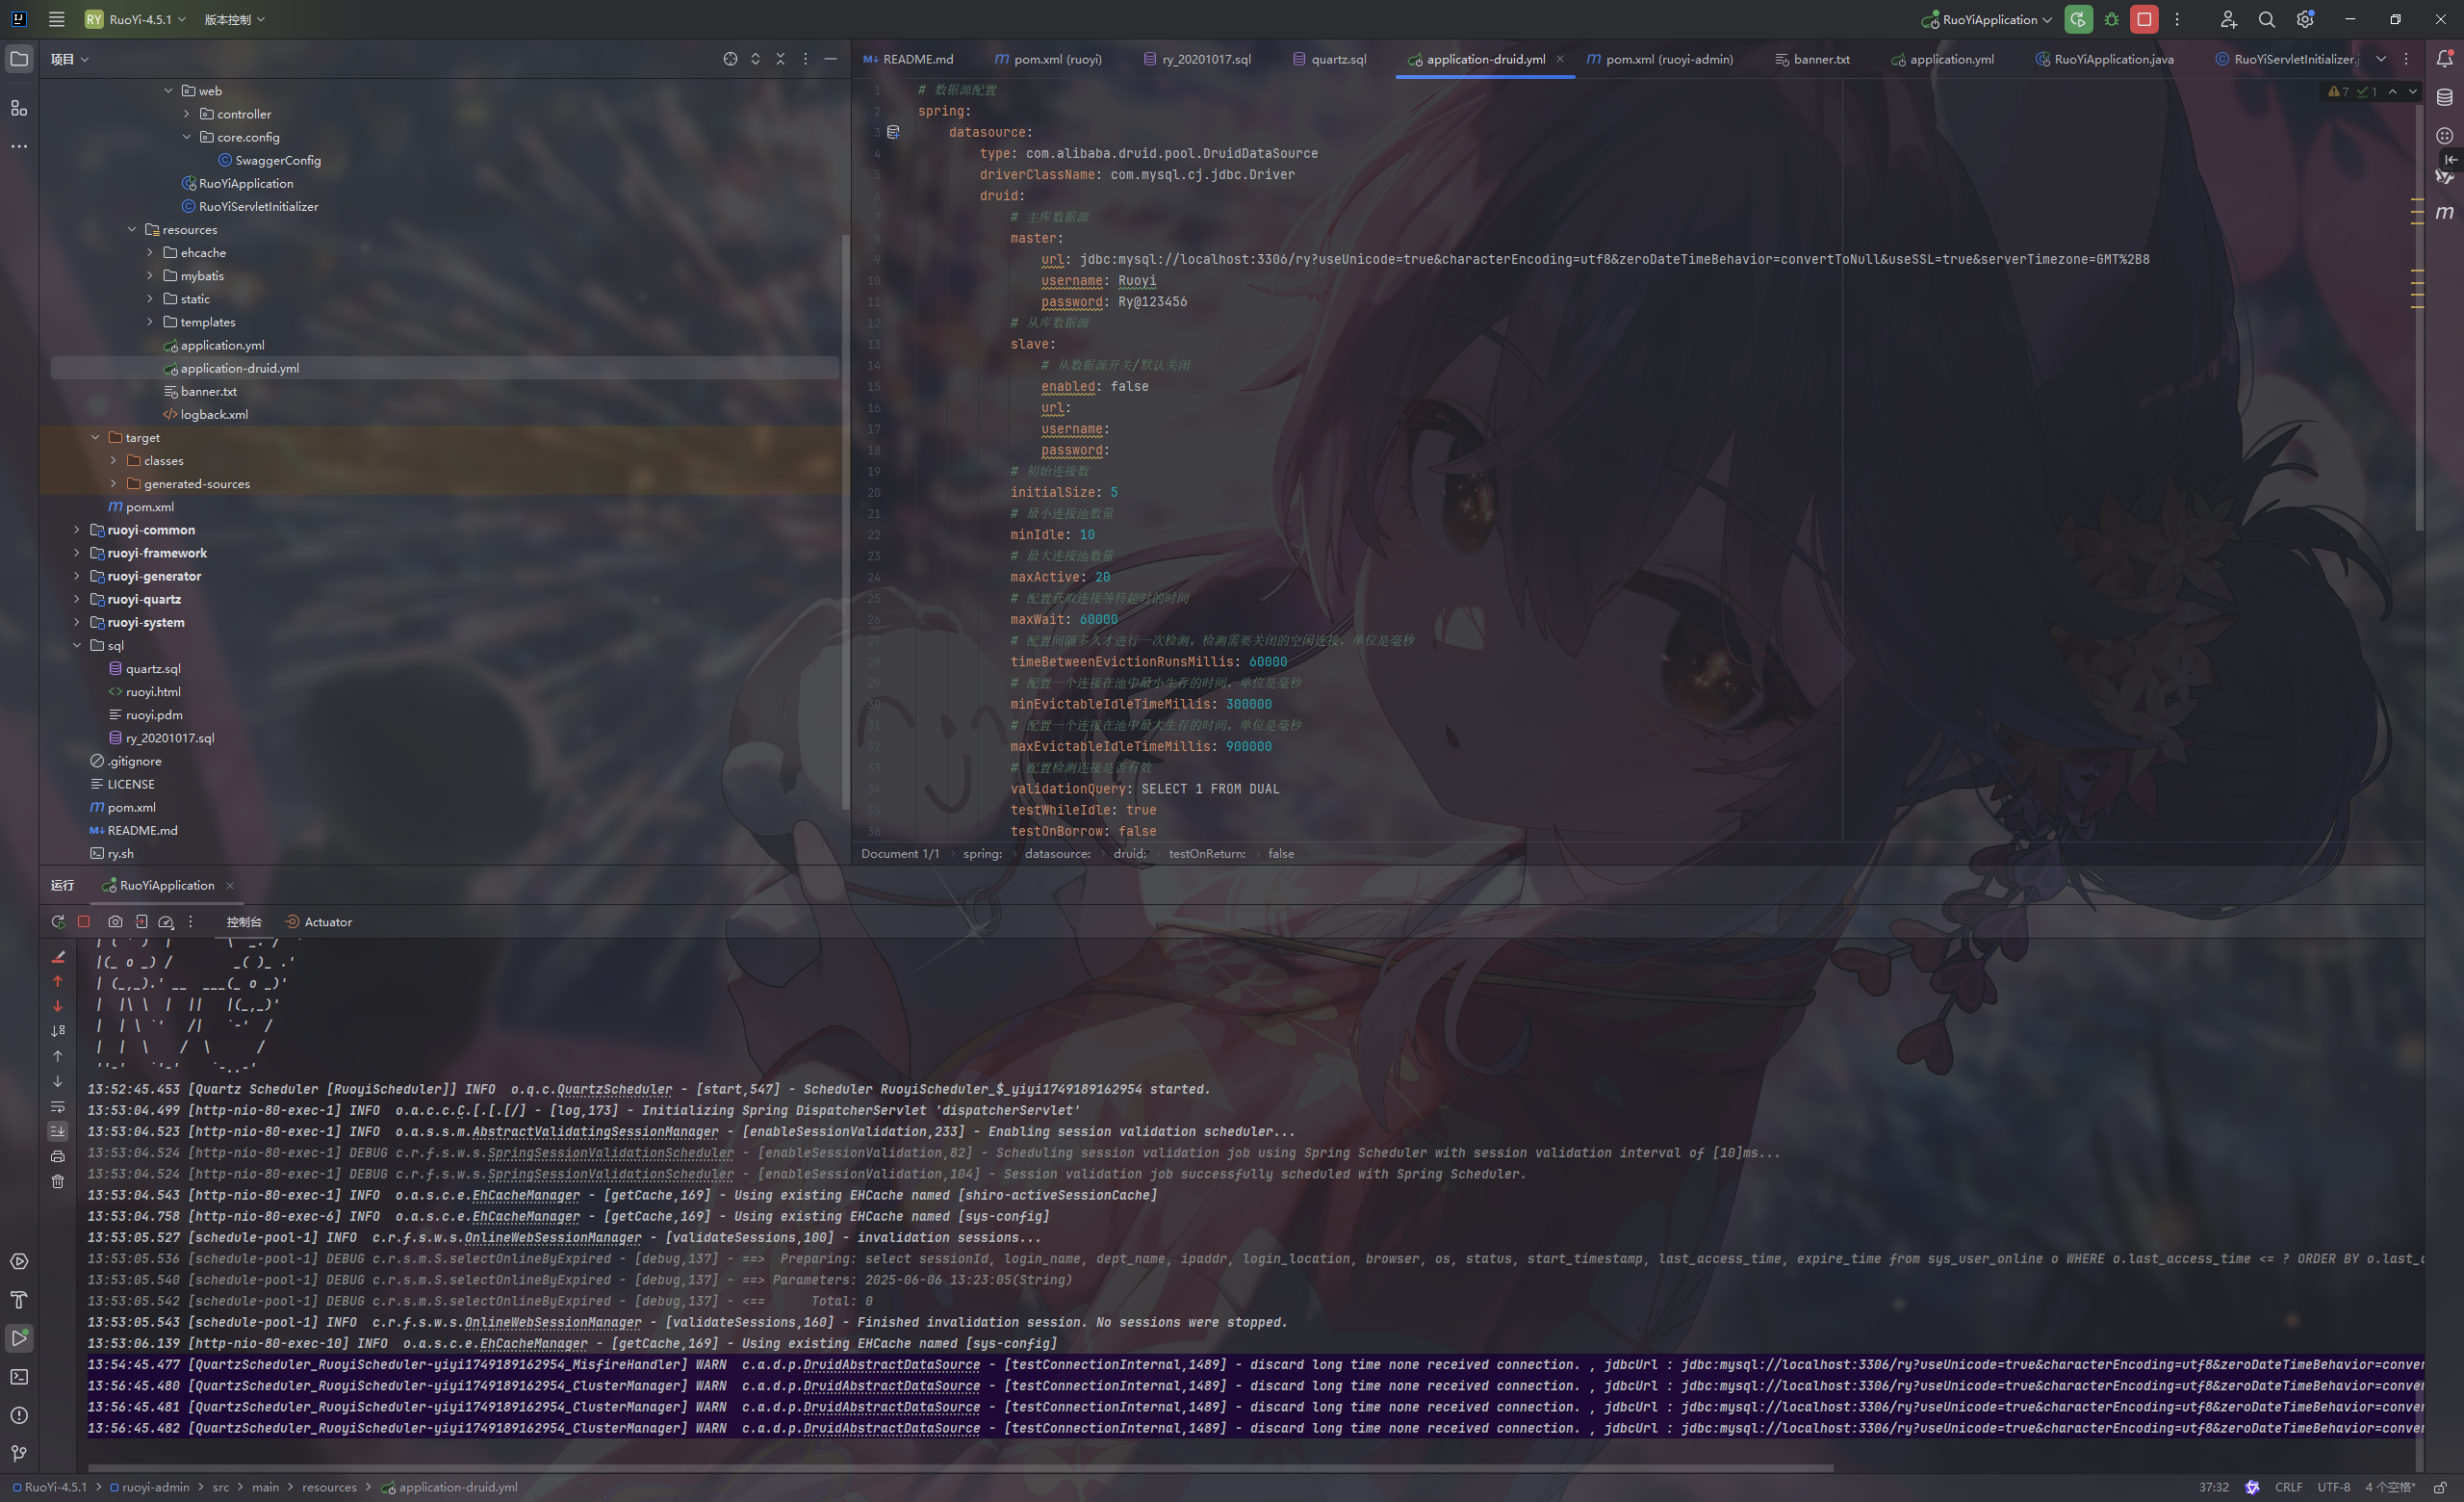 RY RuoYi-4.5.1 版本控制 RuoYiApplication
项目
README.md pom.xml (ruoyi) ry_20201017.sql quartz.sql application-druid.yml pom.xml (ruoyi-admin) banner.txt application.yml RuoYiApplication.java RuoYiServletInitializer.j
web
controller
core.config
SwaggerConfig
RuoYiApplication
RuoYiServletInitializer
resources
ehcache
mybatis
static
templates
application.yml
application-druid.yml
banner.txt
logback.xml
target
classes
generated-sources
pom.xml
ruoyi-common
ruoyi-framework
ruoyi-generator
ruoyi-quartz
ruoyi-system
sql
quartz.sql
ruoyi.html
ruoyi.pdm
ry_20201017.sql
.gitignore
LICENSE
pom.xml
README.md
ry.sh
7 1
1 # 数据源配置
2 spring:
3 datasource:
4 type: com.alibaba.druid.pool.DruidDataSource
5 driverClassName: com.mysql.cj.jdbc.Driver
6 druid:
7 # 主库数据源
8 master:
9 url: jdbc:mysql://localhost:3306/ry?useUnicode=true&characterEncoding=utf8&zeroDateTimeBehavior=convertToNull&useSSL=true&serverTimezone=GMT%2B8
10 username: Ruoyi
11 password: Ry@123456
12 # 从库数据源
13 slave:
14 # 从数据源开关/默认关闭
15 enabled: false
16 url:
17 username:
18 password:
19 # 初始连接数
20 initialSize: 5
21 # 最小连接池数量
22 minIdle: 10
23 # 最大连接池数量
24 maxActive: 20
25 # 配置获取连接等待超时的时间
26 maxWait: 60000
27 # 配置间隔多久才进行一次检测，检测需要关闭的空闲连接，单位是毫秒
28 timeBetweenEvictionRunsMillis: 60000
29 # 配置一个连接在池中最小生存的时间，单位是毫秒
30 minEvictableIdleTimeMillis: 300000
31 # 配置一个连接在池中最大生存的时间，单位是毫秒
32 maxEvictableIdleTimeMillis: 900000
33 # 配置检测连接是否有效
34 validationQuery: SELECT 1 FROM DUAL
35 testWhileIdle: true
36 testOnBorrow: false
Document 1/1 spring: datasource: druid: testOnReturn: false
运行 RuoYiApplication
控制台 Actuator
|(_ o _) /        _( )_ .'
| (_,_).' __  ___(_ o _)'
|  |\ \  |  ||   |(_,_)'
|  | \ `'   /|   `-'  /
|  |  \    /  \      /
''-'   `'-'    `-..-'
13:52:45.453 [Quartz Scheduler [RuoyiScheduler]] INFO  o.q.c.QuartzScheduler - [start,547] - Scheduler RuoyiScheduler_$_yiyi1749189162954 started.
13:53:04.499 [http-nio-80-exec-1] INFO  o.a.c.c.C.[.[.[/] - [log,173] - Initializing Spring DispatcherServlet 'dispatcherServlet'
13:53:04.523 [http-nio-80-exec-1] INFO  o.a.s.s.m.AbstractValidatingSessionManager - [enableSessionValidation,233] - Enabling session validation scheduler...
13:53:04.524 [http-nio-80-exec-1] DEBUG c.r.f.s.w.s.SpringSessionValidationScheduler - [enableSessionValidation,82] - Scheduling session validation job using Spring Scheduler with session validation interval of [10]ms...
13:53:04.524 [http-nio-80-exec-1] DEBUG c.r.f.s.w.s.SpringSessionValidationScheduler - [enableSessionValidation,104] - Session validation job successfully scheduled with Spring Scheduler.
13:53:04.543 [http-nio-80-exec-1] INFO  o.a.s.c.e.EhCacheManager - [getCache,169] - Using existing EHCache named [shiro-activeSessionCache]
13:53:04.758 [http-nio-80-exec-6] INFO  o.a.s.c.e.EhCacheManager - [getCache,169] - Using existing EHCache named [sys-config]
13:53:05.527 [schedule-pool-1] INFO  c.r.f.s.w.s.OnlineWebSessionManager - [validateSessions,100] - invalidation sessions...
13:53:05.536 [schedule-pool-1] DEBUG c.r.s.m.S.selectOnlineByExpired - [debug,137] - ==>  Preparing: select sessionId, login_name, dept_name, ipaddr, login_location, browser, os, status, start_timestamp, last_access_time, expire_time from sys_user_online o WHERE o.last_access_time <= ? ORDER BY o.last_
13:53:05.540 [schedule-pool-1] DEBUG c.r.s.m.S.selectOnlineByExpired - [debug,137] - ==> Parameters: 2025-06-06 13:23:05(String)
13:53:05.542 [schedule-pool-1] DEBUG c.r.s.m.S.selectOnlineByExpired - [debug,137] - <==      Total: 0
13:53:05.543 [schedule-pool-1] INFO  c.r.f.s.w.s.OnlineWebSessionManager - [validateSessions,160] - Finished invalidation session. No sessions were stopped.
13:53:06.139 [http-nio-80-exec-10] INFO  o.a.s.c.e.EhCacheManager - [getCache,169] - Using existing EHCache named [sys-config]
13:54:45.477 [QuartzScheduler_RuoyiScheduler-yiyi1749189162954_MisfireHandler] WARN  c.a.d.p.DruidAbstractDataSource - [testConnectionInternal,1489] - discard long time none received connection. , jdbcUrl : jdbc:mysql://localhost:3306/ry?useUnicode=true&characterEncoding=utf8&zeroDateTimeBehavior=conver
13:56:45.480 [QuartzScheduler_RuoyiScheduler-yiyi1749189162954_ClusterManager] WARN  c.a.d.p.DruidAbstractDataSource - [testConnectionInternal,1489] - discard long time none received connection. , jdbcUrl : jdbc:mysql://localhost:3306/ry?useUnicode=true&characterEncoding=utf8&zeroDateTimeBehavior=conver
13:56:45.481 [QuartzScheduler_RuoyiScheduler-yiyi1749189162954_ClusterManager] WARN  c.a.d.p.DruidAbstractDataSource - [testConnectionInternal,1489] - discard long time none received connection. , jdbcUrl : jdbc:mysql://localhost:3306/ry?useUnicode=true&characterEncoding=utf8&zeroDateTimeBehavior=conver
13:56:45.482 [QuartzScheduler_RuoyiScheduler-yiyi1749189162954_ClusterManager] WARN  c.a.d.p.DruidAbstractDataSource - [testConnectionInternal,1489] - discard long time none received connection. , jdbcUrl : jdbc:mysql://localhost:3306/ry?useUnicode=true&characterEncoding=utf8&zeroDateTimeBehavior=conver
RuoYi-4.5.1 ruoyi-admin src main resources application-druid.yml 37:32 CRLF UTF-8 4 个空格*